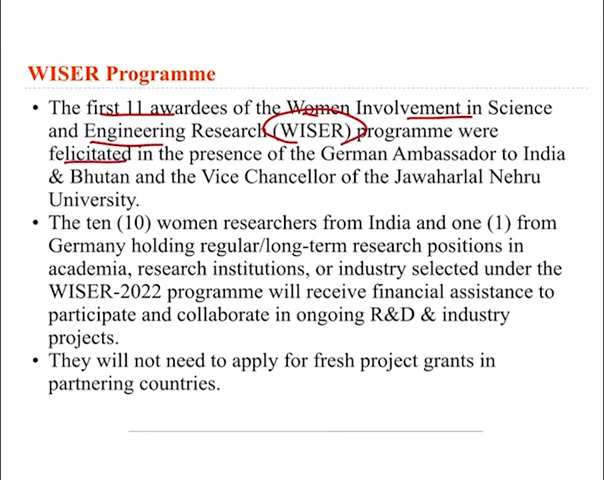 WISER Programme
• The first 11 awardees of the Women Involvement in Science
and Engineering Research (WISER) programme were
felicitated in the presence of the German Ambassador to India
& Bhutan and the Vice Chancellor of the Jawaharlal Nehru
University.
• The ten (10) women researchers from India and one (1) from
Germany holding regular/long-term research positions in
academia, research institutions, or industry selected under the
WISER-2022 programme will receive financial assistance to
participate and collaborate in ongoing R&D & industry
projects.
• They will not need to apply for fresh project grants in
partnering countries.